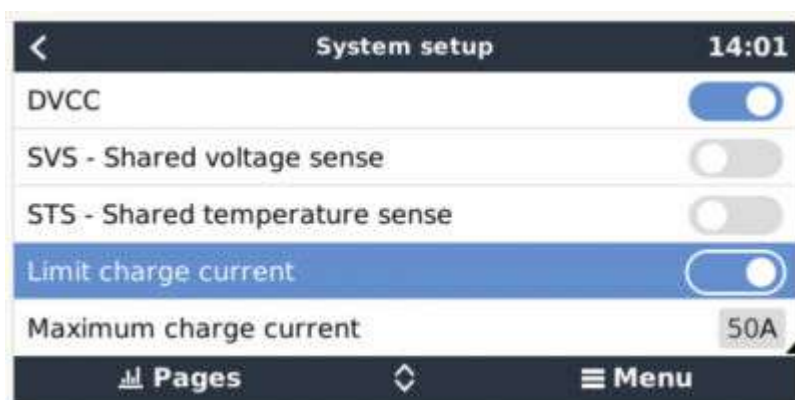 System setup 14:01
DVCC
SVS - Shared voltage sense
STS - Shared temperature sense
Limit charge current
Maximum charge current 50A
Pages Menu